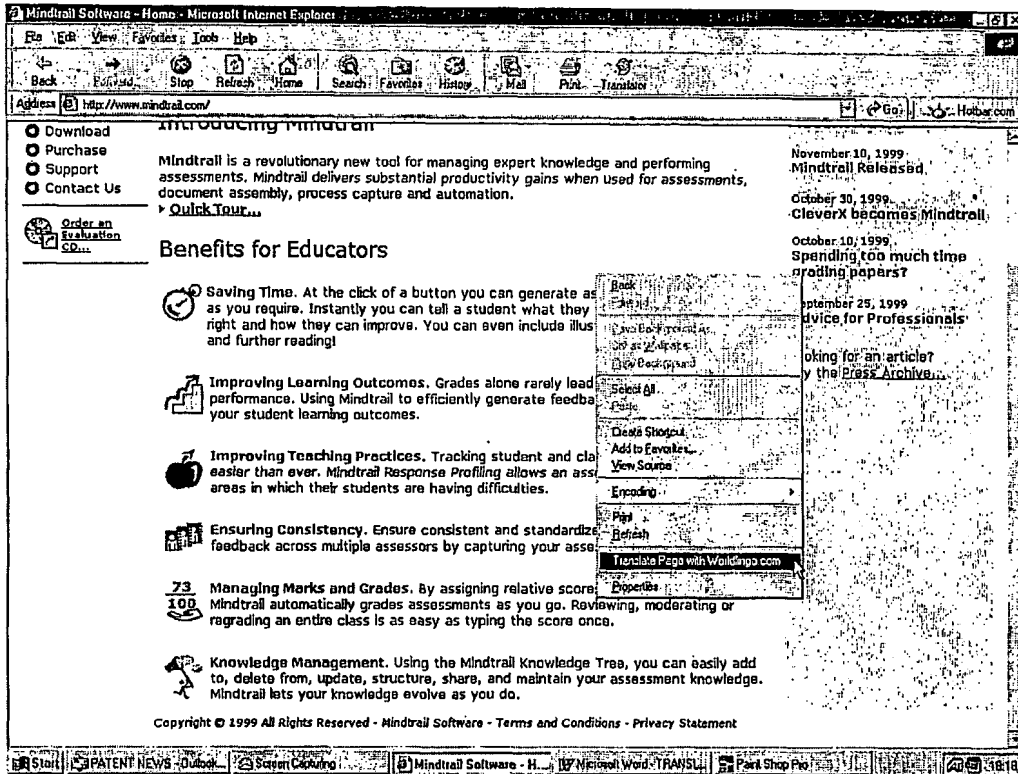 Mindtrail Software - Home - Microsoft Internet Explorer
File Edit View Favorites Tools Help
Back Forward Stop Refresh Home Search Favorites History Mail Print Translator
Address http://www.mindtrail.com/ Go Hotbar.com
Download
Purchase
Support
Contact Us
Order an
Evaluation
CD...
Introducing Mindtrail
Mindtrail is a revolutionary new tool for managing expert knowledge and performing
assessments. Mindtrail delivers substantial productivity gains when used for assessments,
document assembly, process capture and automation.
Quick Tour...
Benefits for Educators
Saving Time. At the click of a button you can generate as
as you require. Instantly you can tell a student what they
right and how they can improve. You can even include illus
and further reading!
Improving Learning Outcomes. Grades alone rarely lead
performance. Using Mindtrail to efficiently generate feedba
your student learning outcomes.
Improving Teaching Practices. Tracking student and cla
easier than ever. Mindtrail Response Profiling allows an ass
areas in which their students are having difficulties.
Ensuring Consistency. Ensure consistent and standardize
feedback across multiple assessors by capturing your asse
73
100
Managing Marks and Grades. By assigning relative score
Mindtrail automatically grades assessments as you go. Reviewing, moderating or
regrading an entire class is as easy as typing the score once.
Knowledge Management. Using the Mindtrail Knowledge Tree, you can easily add
to, delete from, update, structure, share, and maintain your assessment knowledge.
Mindtrail lets your knowledge evolve as you do.
Copyright © 1999 All Rights Reserved - Mindtrail Software - Terms and Conditions - Privacy Statement
November 10, 1999
Mindtrail Released
October 30, 1999
CleverX becomes Mindtrail
October 10, 1999
Spending too much time
grading papers?
eptember 25, 1999
dvice for Professionals
oking for an article?
y the Press Archive...
Back
Select All
Paste
Create Shortcut
Add to Favorites...
View Source
Encoding
Print
Refresh
Translate Page with Worldlingo.com
Properties
Start PATENT NEWS - Outlook... Screen Capturing Mindtrail Software - H... Microsoft Word - TRANSL... Paint Shop Pro 18:18